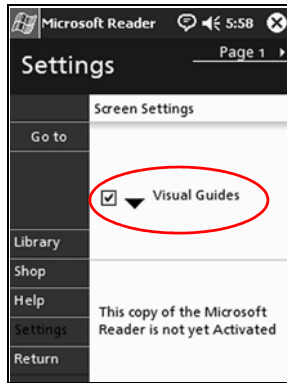 Microsoft Reader 5:58
Settings
Page 1
Screen Settings
Go to
Visual Guides
Library
Shop
Help
Settings
Return
This copy of the Microsoft
Reader is not yet Activated